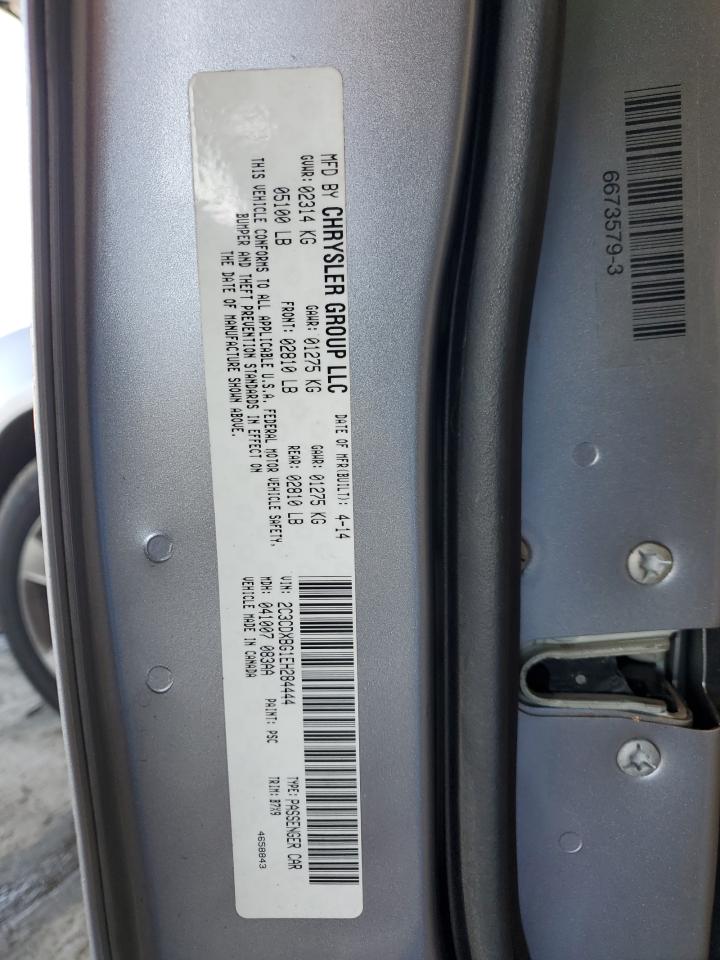 MFD BY CHRYSLER GROUP LLC
DATE OF MFR(BUILT): 4-14
GVWR: 02314 KG
GAWR: 01275 KG
GAWR: 01275 KG
05100 LB
FRONT: 02810 LB
REAR: 02810 LB
THIS VEHICLE CONFORMS TO ALL APPLICABLE U.S.A. FEDERAL MOTOR VEHICLE SAFETY,
BUMPER AND THEFT PREVENTION STANDARDS IN EFFECT ON
THE DATE OF MANUFACTURE SHOWN ABOVE.
VIN: 2C3CDXBG1EH284444
TYPE: PASSENGER CAR
MDH: 041007 083AA
PAINT: PSC
TRIM: B7X9
VEHICLE MADE IN CANADA
4658843
6673579-3